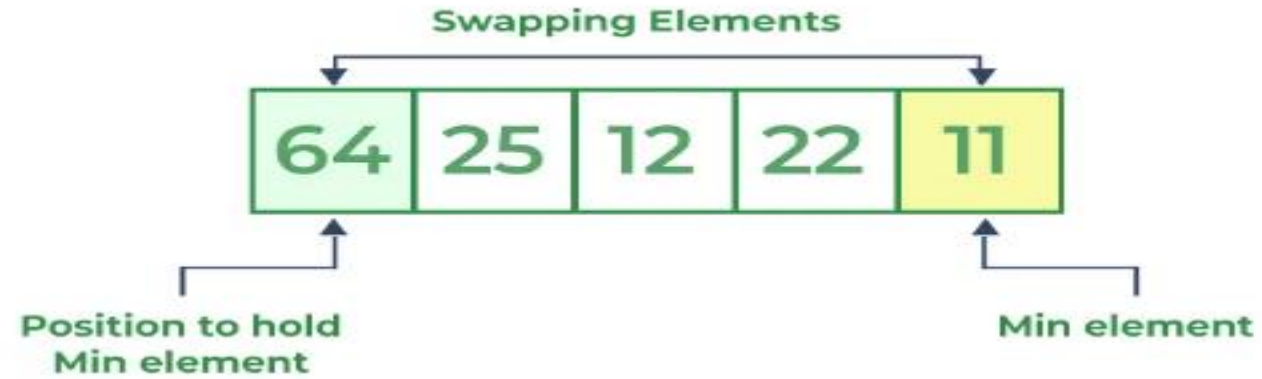 Swapping Elements
64 25 12 22 11
Position to hold
Min element
Min element